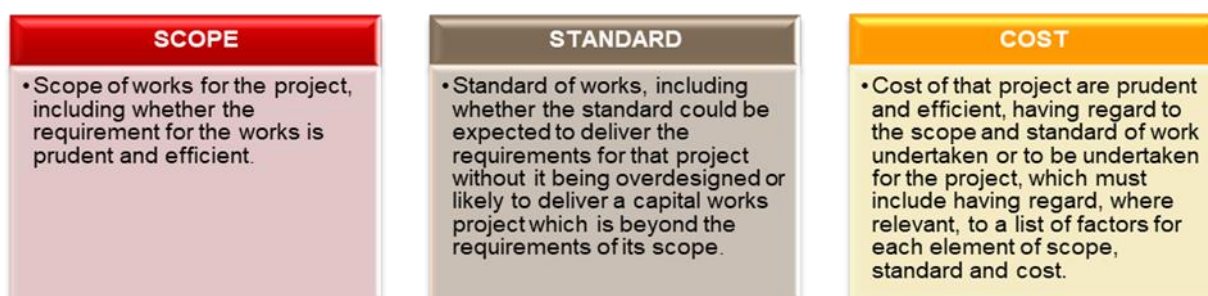 SCOPE
•Scope of works for the project,
including whether the
requirement for the works is
prudent and efficient.
STANDARD
•Standard of works, including
whether the standard could be
expected to deliver the
requirements for that project
without it being overdesigned or
likely to deliver a capital works
project which is beyond the
requirements of its scope.
COST
•Cost of that project are prudent
and efficient, having regard to
the scope and standard of work
undertaken or to be undertaken
for the project, which must
include having regard, where
relevant, to a list of factors for
each element of scope,
standard and cost.